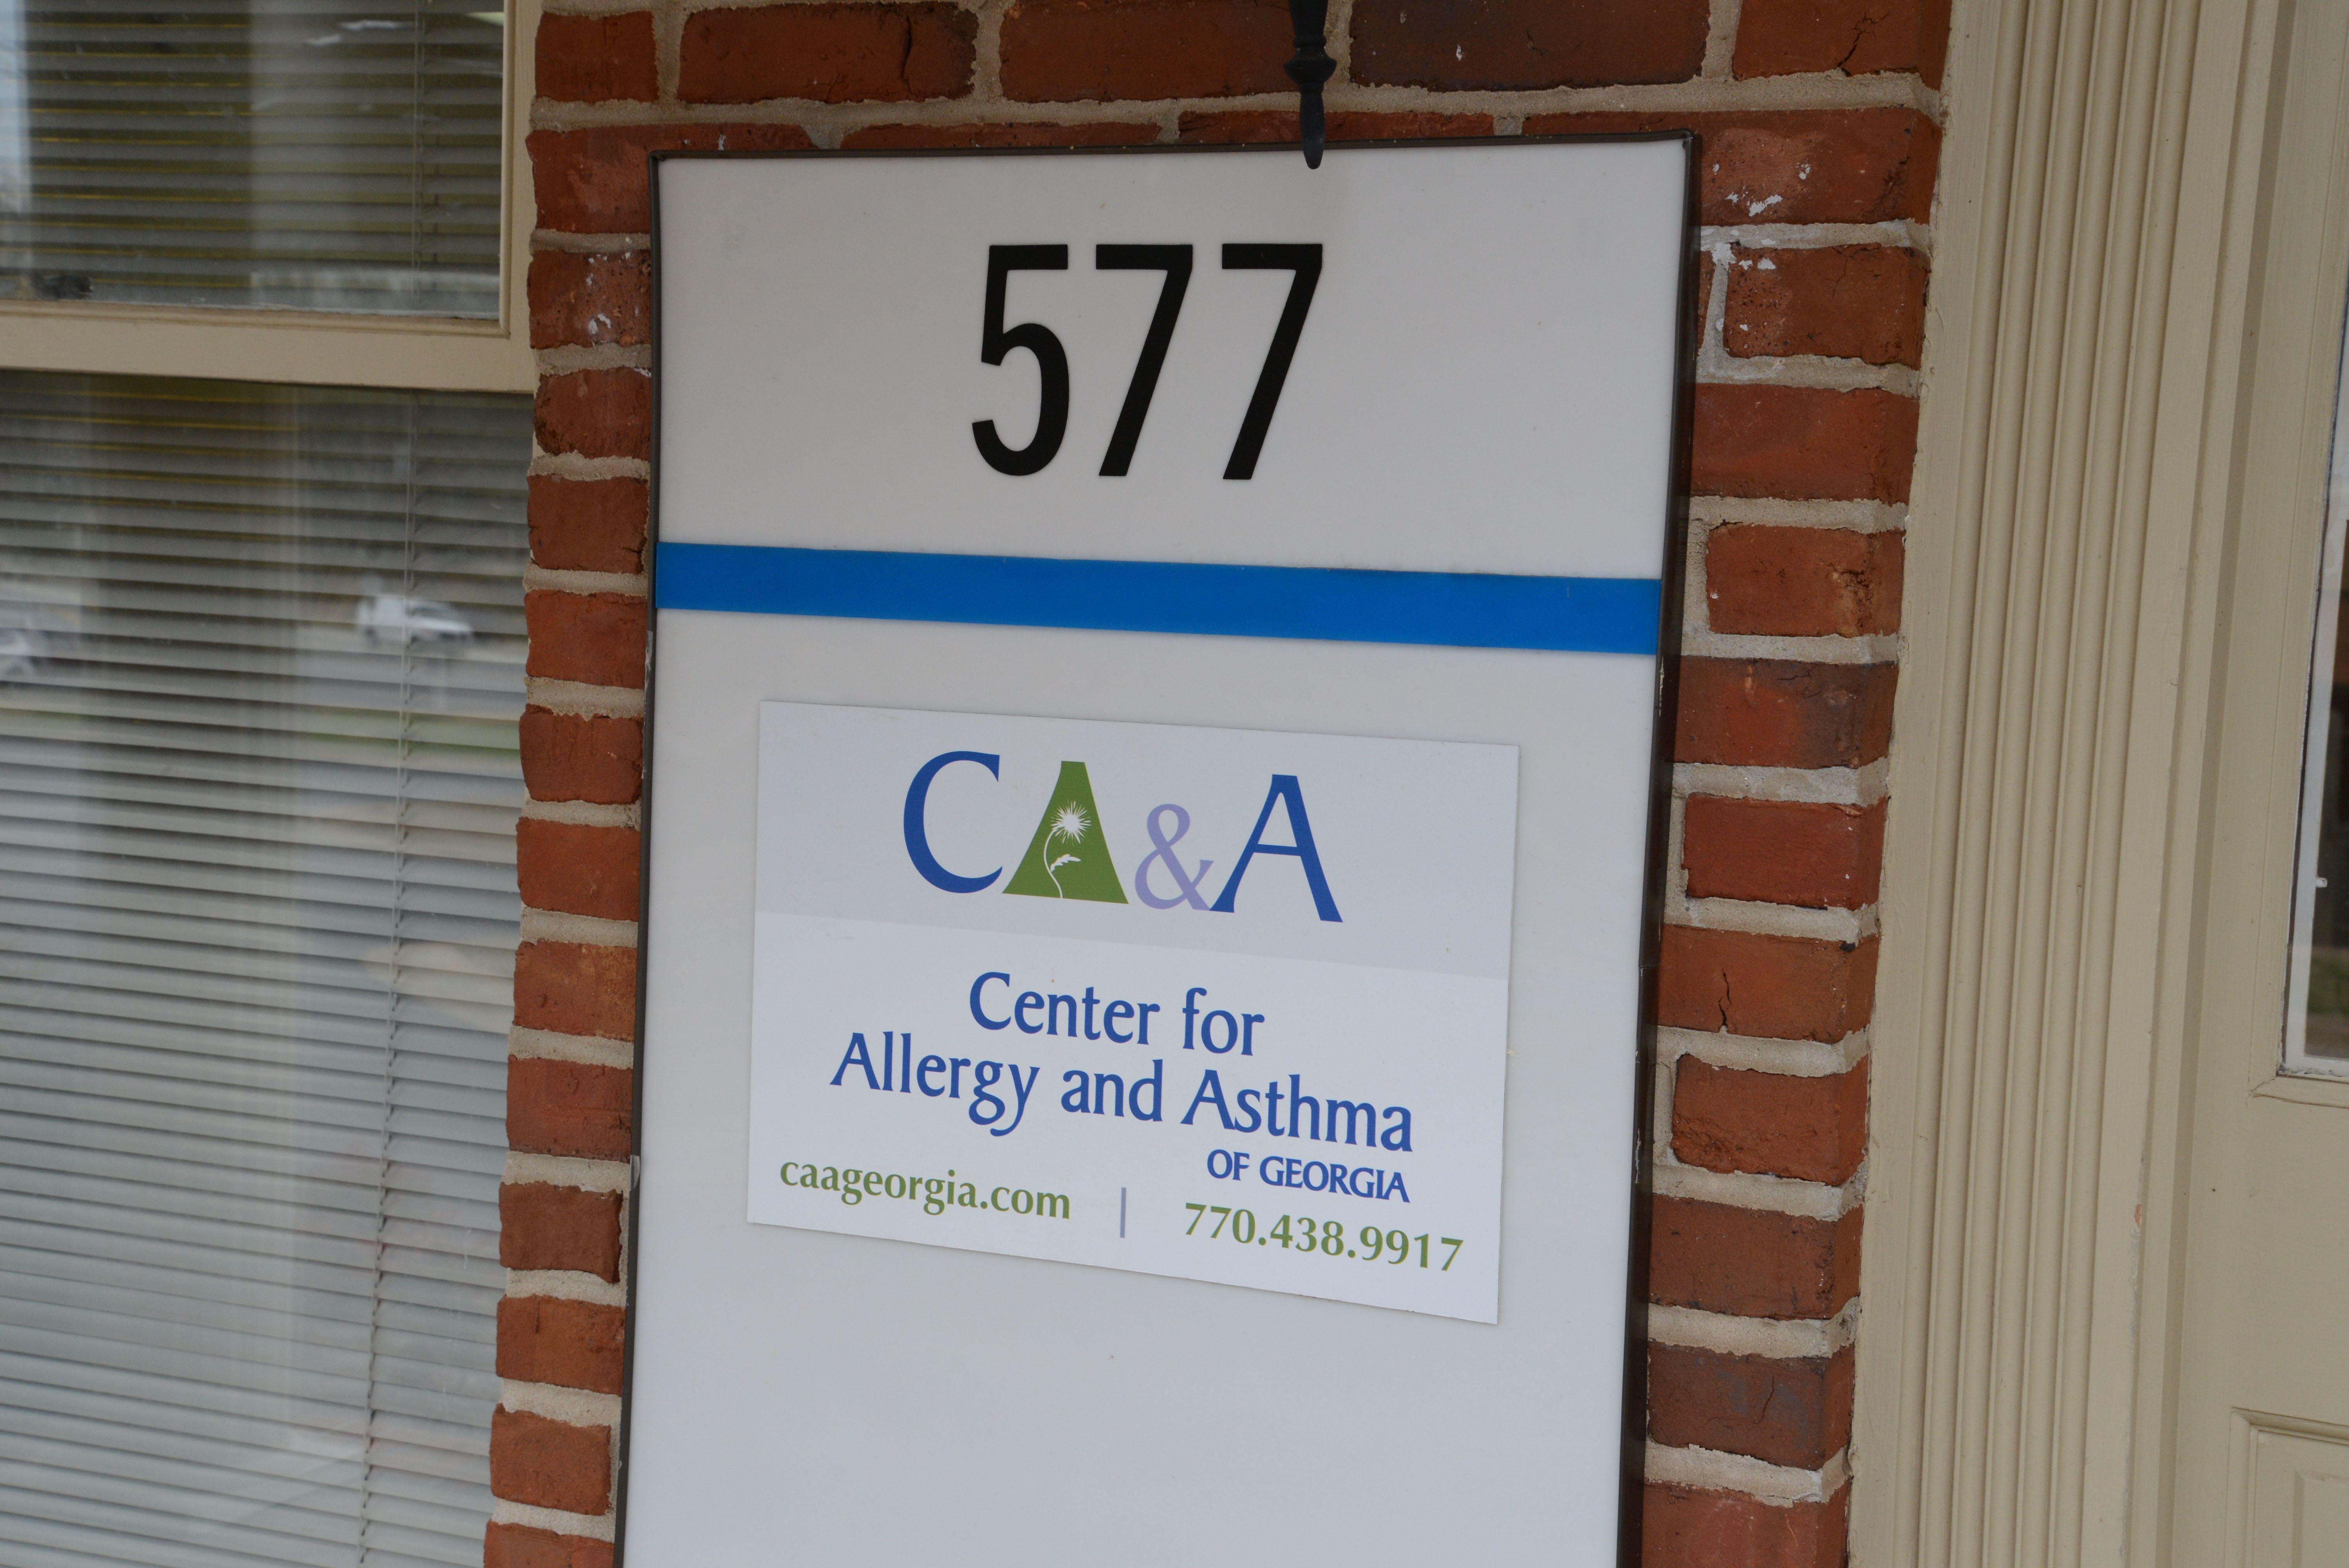 577
CA&A
Center for
Allergy and Asthma
OF GEORGIA
caageorgia.com | 770.438.9917